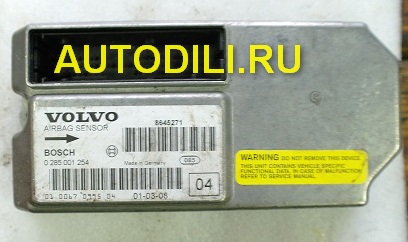 AUTODILI.RU
VOLVO
8645271
AIRBAG SENSOR
BOSCH
0 285 001 254
Made in Germany
085
04
01-03-06
WARNING DO NOT REMOVE THIS DEVICE
THIS UNIT CONTAINS VEHICLE SPECIFIC
FUNCTIONAL DATA, IN CASE OF MALFUNCTION
REFER TO SERVICE MANUAL.